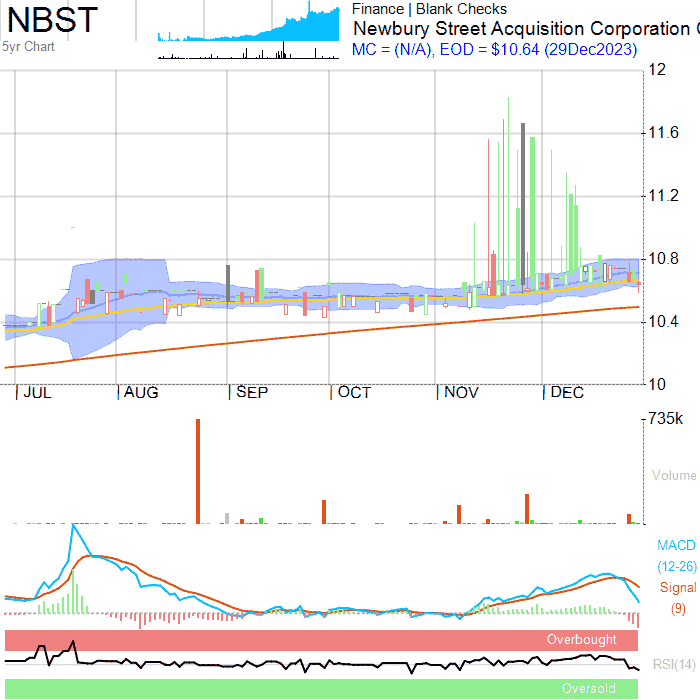 NBST
5yr Chart
Finance | Blank Checks
Newbury Street Acquisition Corporation
MC = (N/A), EOD = $10.64 (29Dec2023)
12
11.6
11.2
10.8
10.4
10
JUL AUG SEP OCT NOV DEC
735k
Volume
MACD
(12-26)
Signal
(9)
Overbought
RSI(14)
Oversold